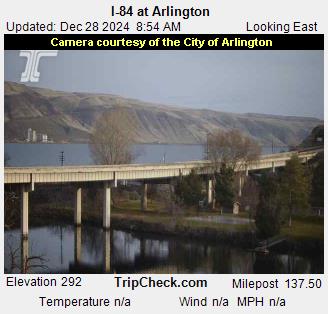 I-84 at Arlington
Updated: Dec 28 2024 8:54 AM Looking East
Camera courtesy of the City of Arlington
Elevation 292 TripCheck.com Milepost 137.50
Temperature n/a Wind n/a MPH n/a